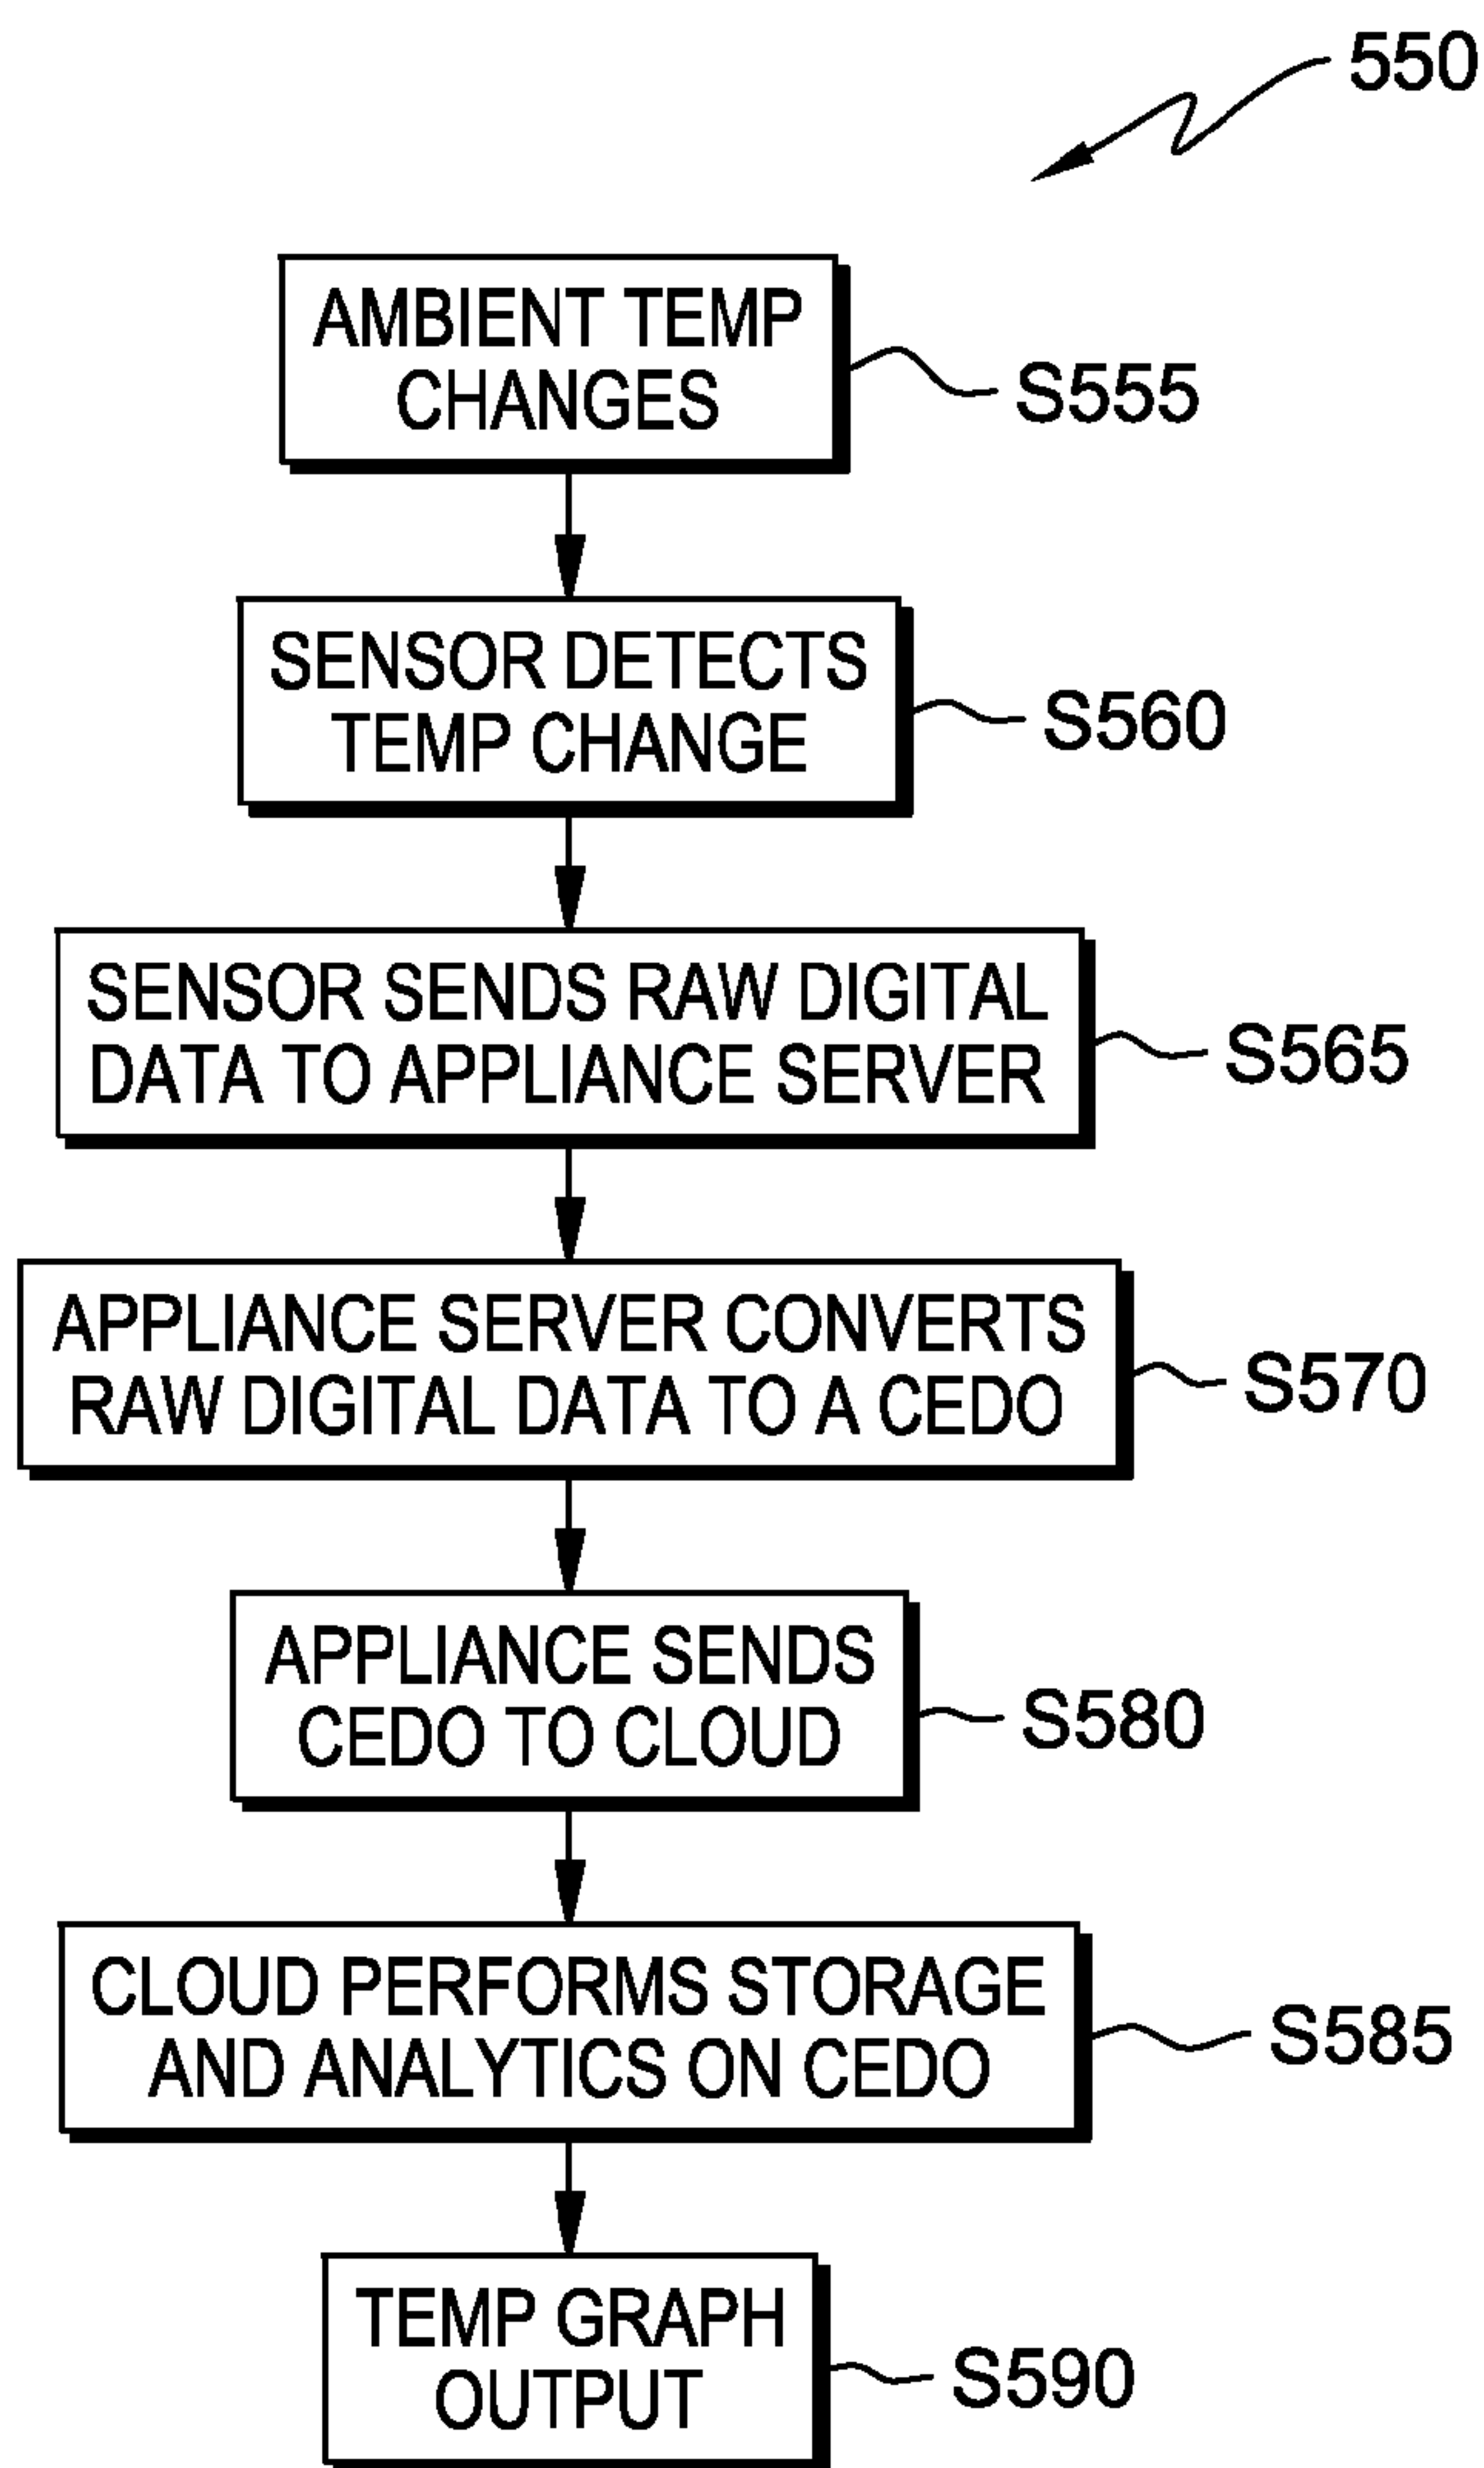 550
AMBIENT TEMP
CHANGES
S555
SENSOR DETECTS
TEMP CHANGE
S560
SENSOR SENDS RAW DIGITAL
DATA TO APPLIANCE SERVER
S565
APPLIANCE SERVER CONVERTS
RAW DIGITAL DATA TO A CEDO
S570
APPLIANCE SENDS
CEDO TO CLOUD
S580
CLOUD PERFORMS STORAGE
AND ANALYTICS ON CEDO
S585
TEMP GRAPH
OUTPUT
S590